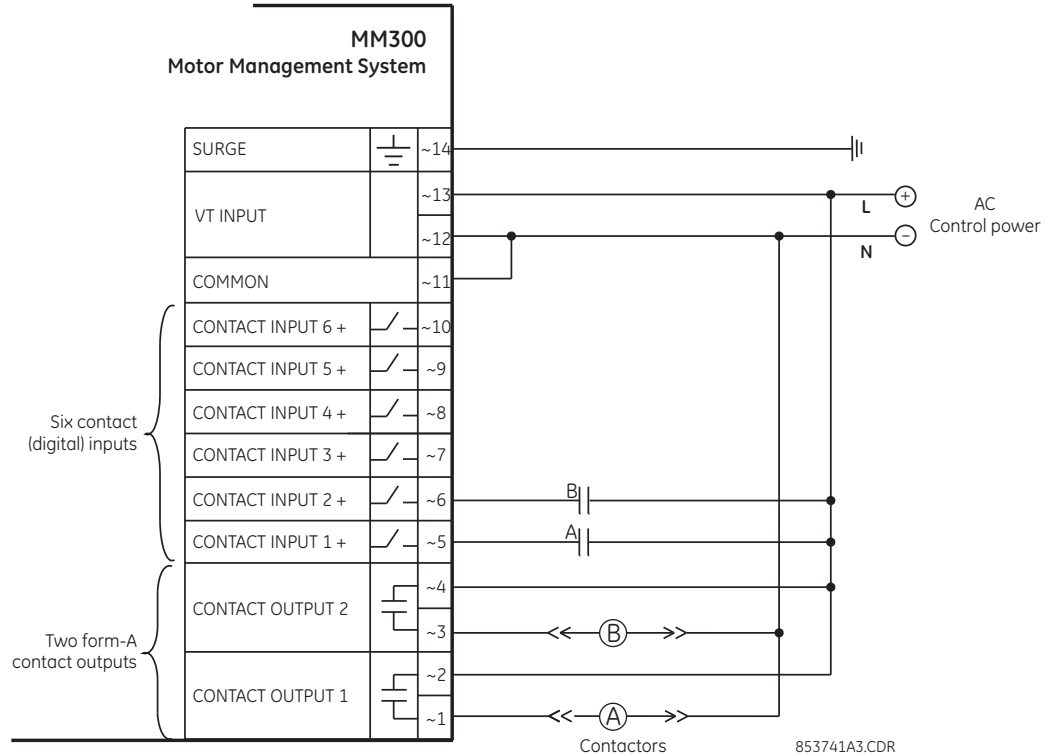 MM300
Motor Management System
SURGE
~14
VT INPUT
~13
~12
COMMON
~11
CONTACT INPUT 6 +
~10
CONTACT INPUT 5 +
~9
CONTACT INPUT 4 +
~8
CONTACT INPUT 3 +
~7
CONTACT INPUT 2 +
~6
CONTACT INPUT 1 +
~5
CONTACT OUTPUT 2
~4
~3
CONTACT OUTPUT 1
~2
~1
Six contact
(digital) inputs
Two form-A
contact outputs
L
+
AC
Control power
N
−
B
A
B
A
Contactors
853741A3.CDR